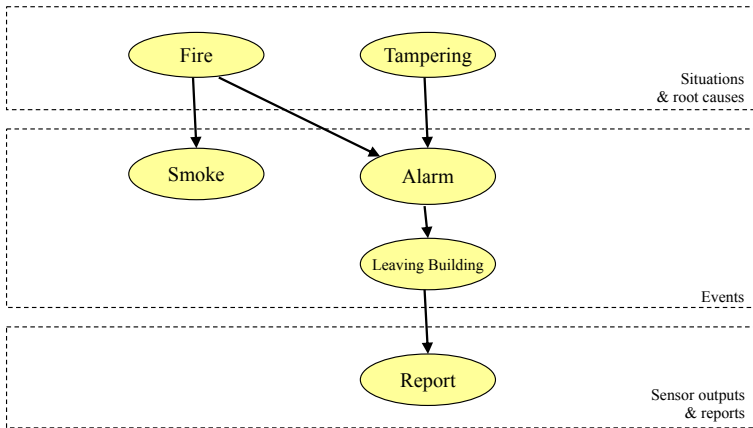 Fire
Tampering
Situations
& root causes
Smoke
Alarm
Leaving Building
Events
Report
Sensor outputs
& reports